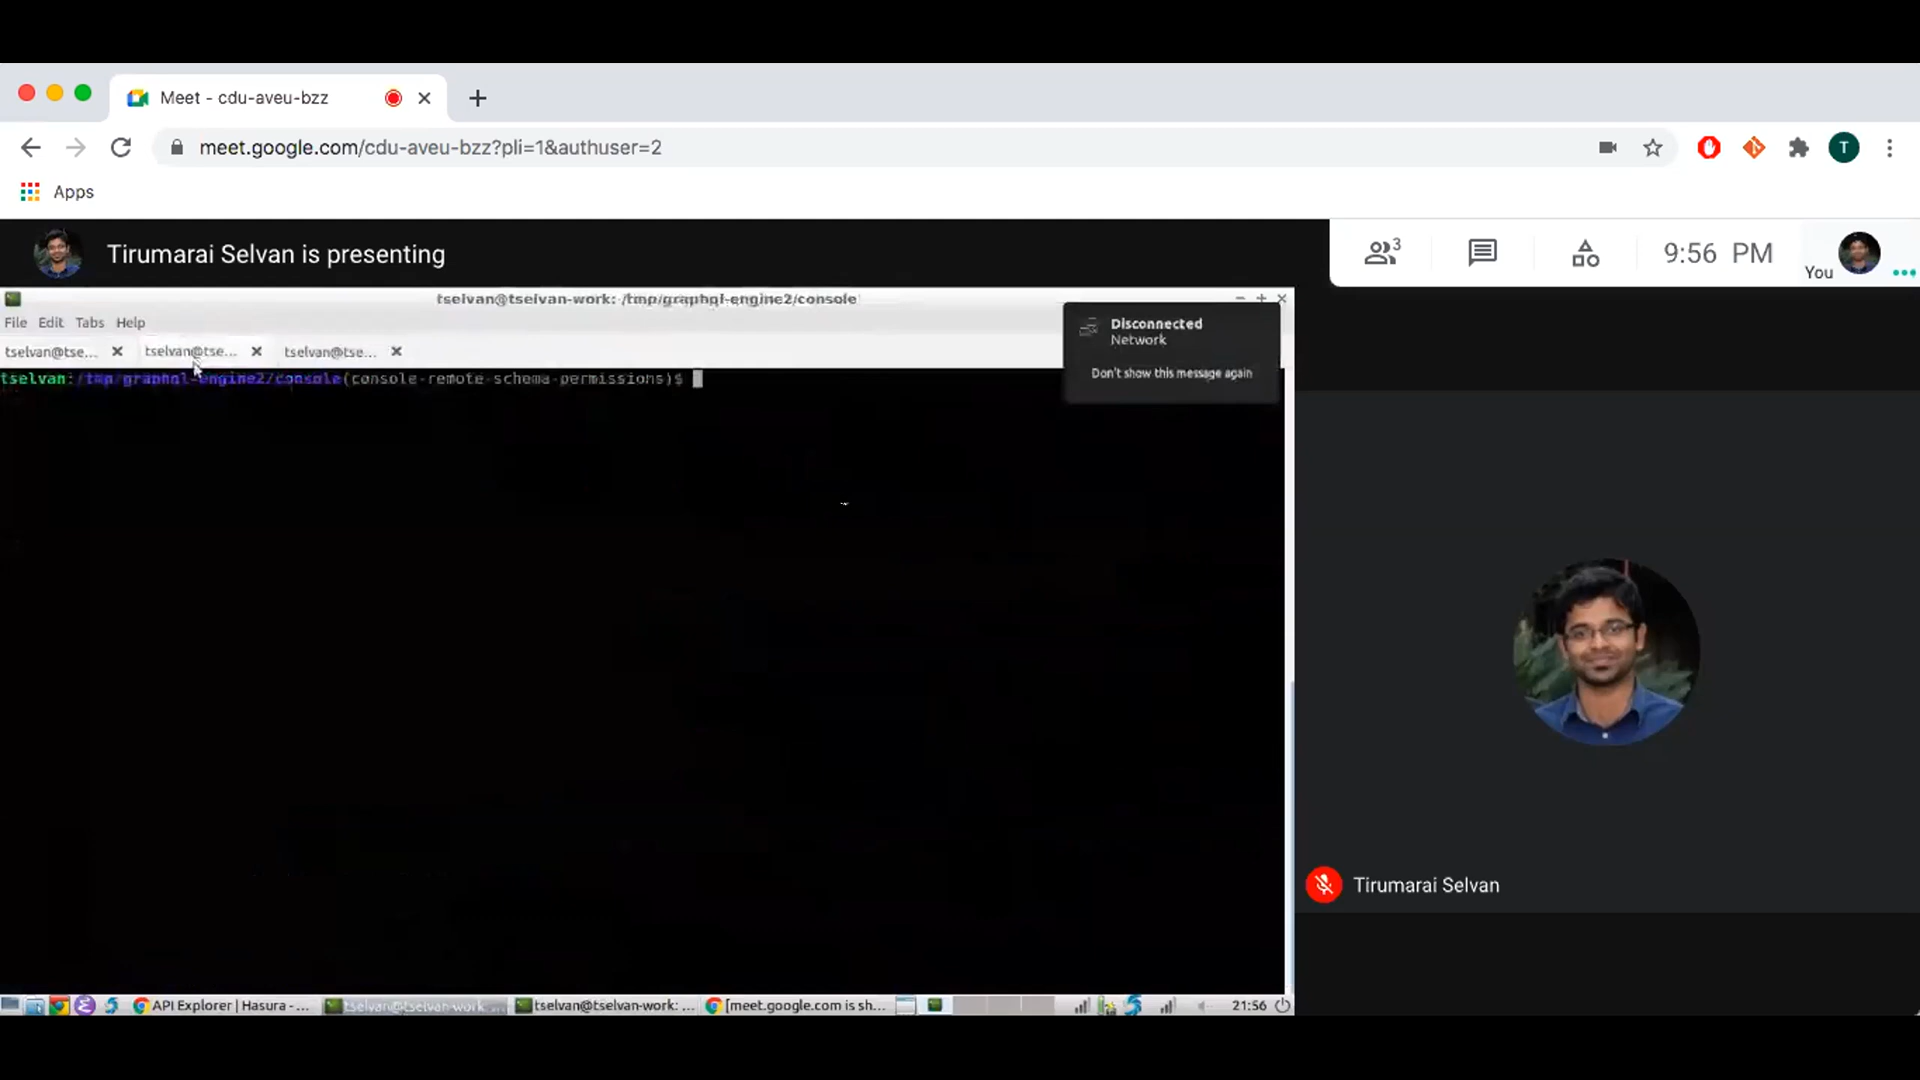 Meet - cdu-aveu-bzz
meet.google.com/cdu-aveu-bzz?pli=1&authuser=2
T
Apps
Tirumarai Selvan is presenting
3
9:56 PM
You
tselvan@tselvan-work: /tmp/graphql-engine2/console
Disconnected
Network
Don't show this message again
File Edit Tabs Help
tselvan@tse... tselvan@tse... tselvan@tse...
tselvan:/tmp/graphql-engine2/console(console-remote-schema-permissions)$
Tirumarai Selvan
API Explorer | Hasura - ... tselvan@tselvan-work: ... tselvan@tselvan-work: ... [meet.google.com is sh... 21:56